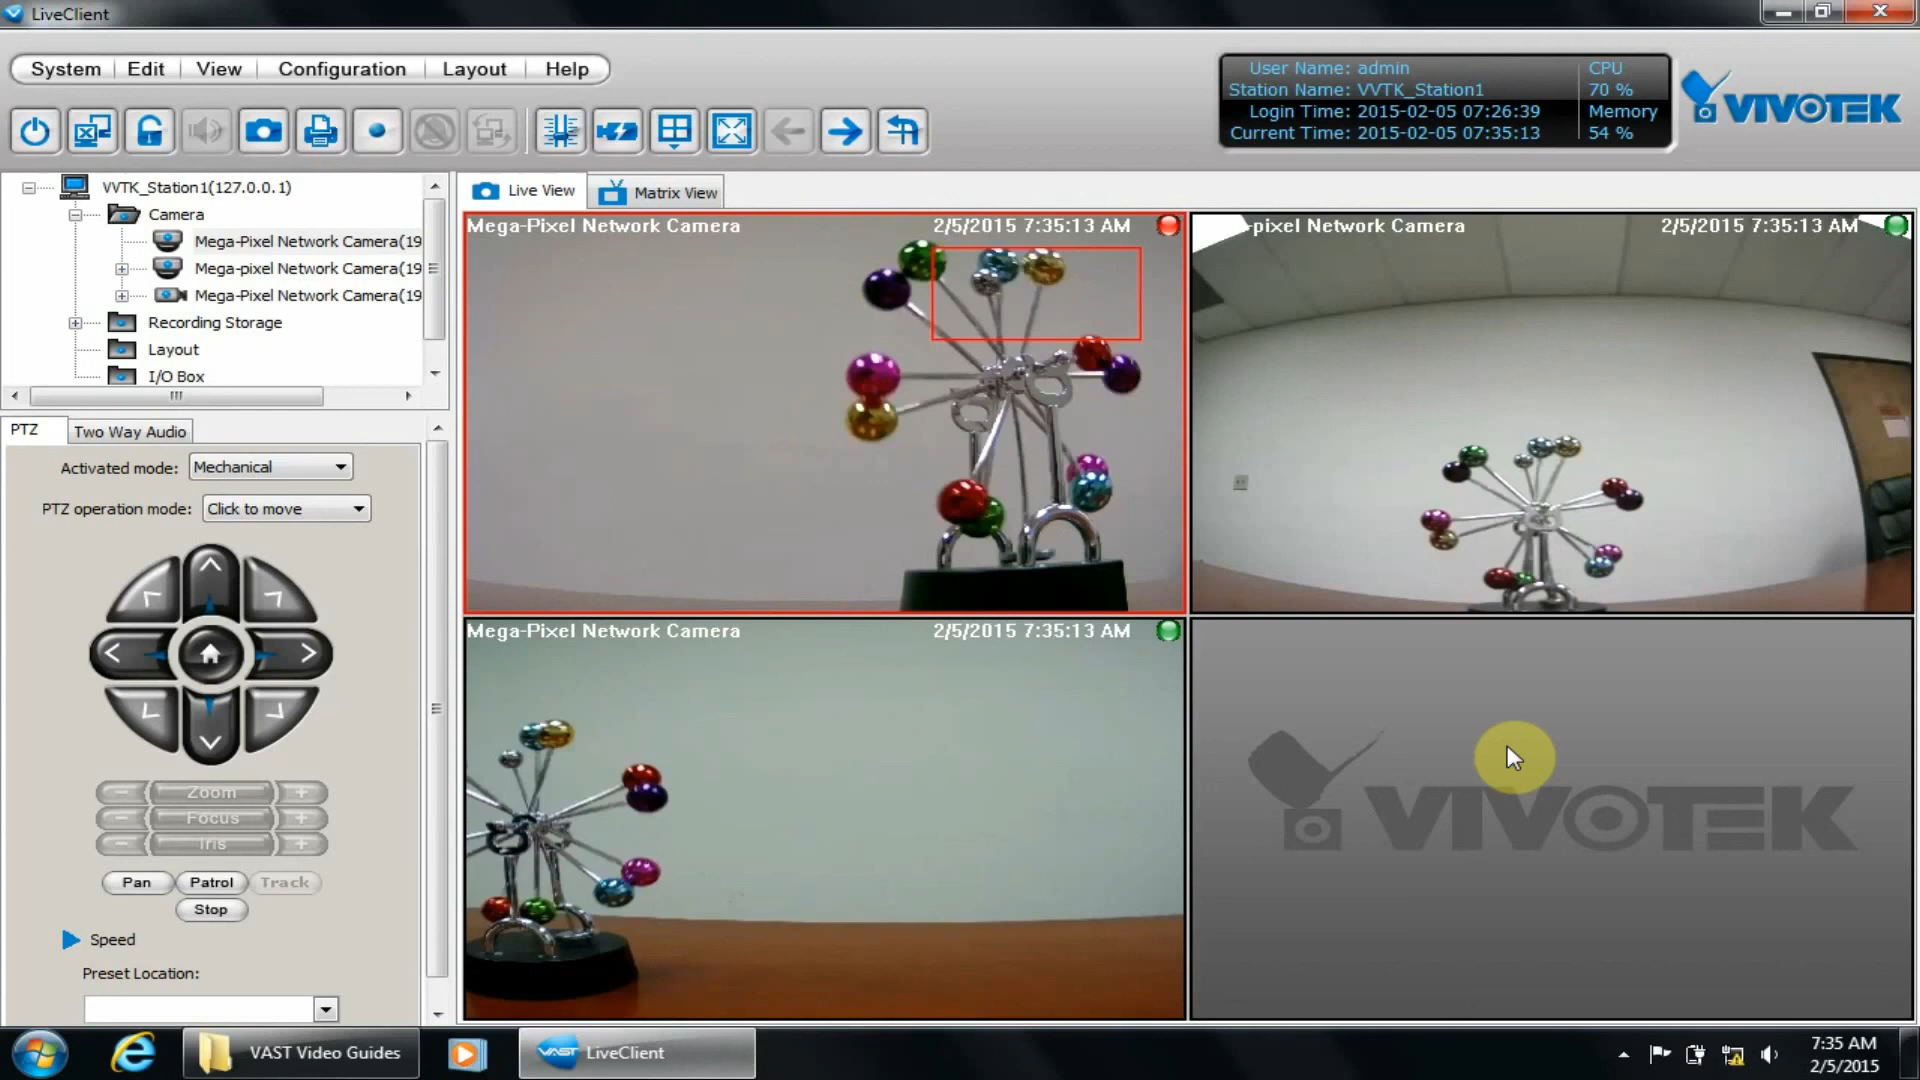 LiveClient
System Edit View Configuration Layout Help
User Name: admin
Station Name: VVTK_Station1
Login Time: 2015-02-05 07:26:39
Current Time: 2015-02-05 07:35:13
CPU
70 %
Memory
54 %
VIVOTEK
VVTK_Station1(127.0.0.1)
Camera
Mega-Pixel Network Camera(19
Mega-pixel Network Camera(19
Mega-Pixel Network Camera(19
Recording Storage
Layout
I/O Box
Live View
Matrix View
Mega-Pixel Network Camera 2/5/2015 7:35:13 AM
-pixel Network Camera 2/5/2015 7:35:13 AM
Mega-Pixel Network Camera 2/5/2015 7:35:13 AM
VIVOTEK
PTZ
Two Way Audio
Activated mode: Mechanical
PTZ operation mode: Click to move
Zoom
Focus
Iris
Pan
Patrol
Track
Stop
Speed
Preset Location:
VAST Video Guides
VAST
LiveClient
7:35 AM
2/5/2015